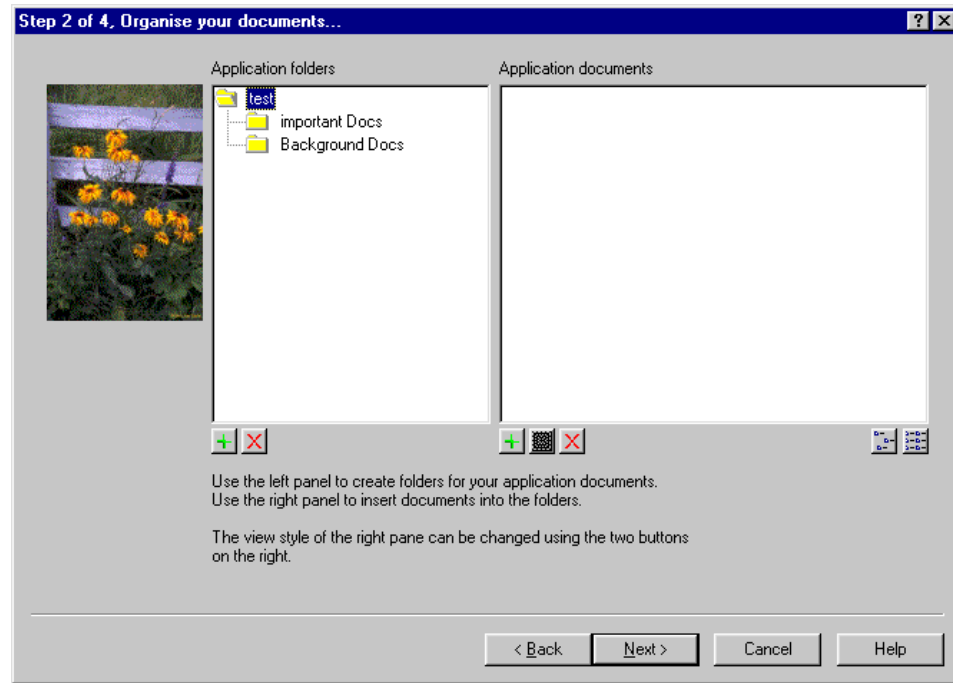 Step 2 of 4, Organise your documents...
Application folders
Application documents
test
important Docs
Background Docs
Use the left panel to create folders for your application documents.
Use the right panel to insert documents into the folders.
The view style of the right pane can be changed using the two buttons
on the right.
< Back
Next >
Cancel
Help